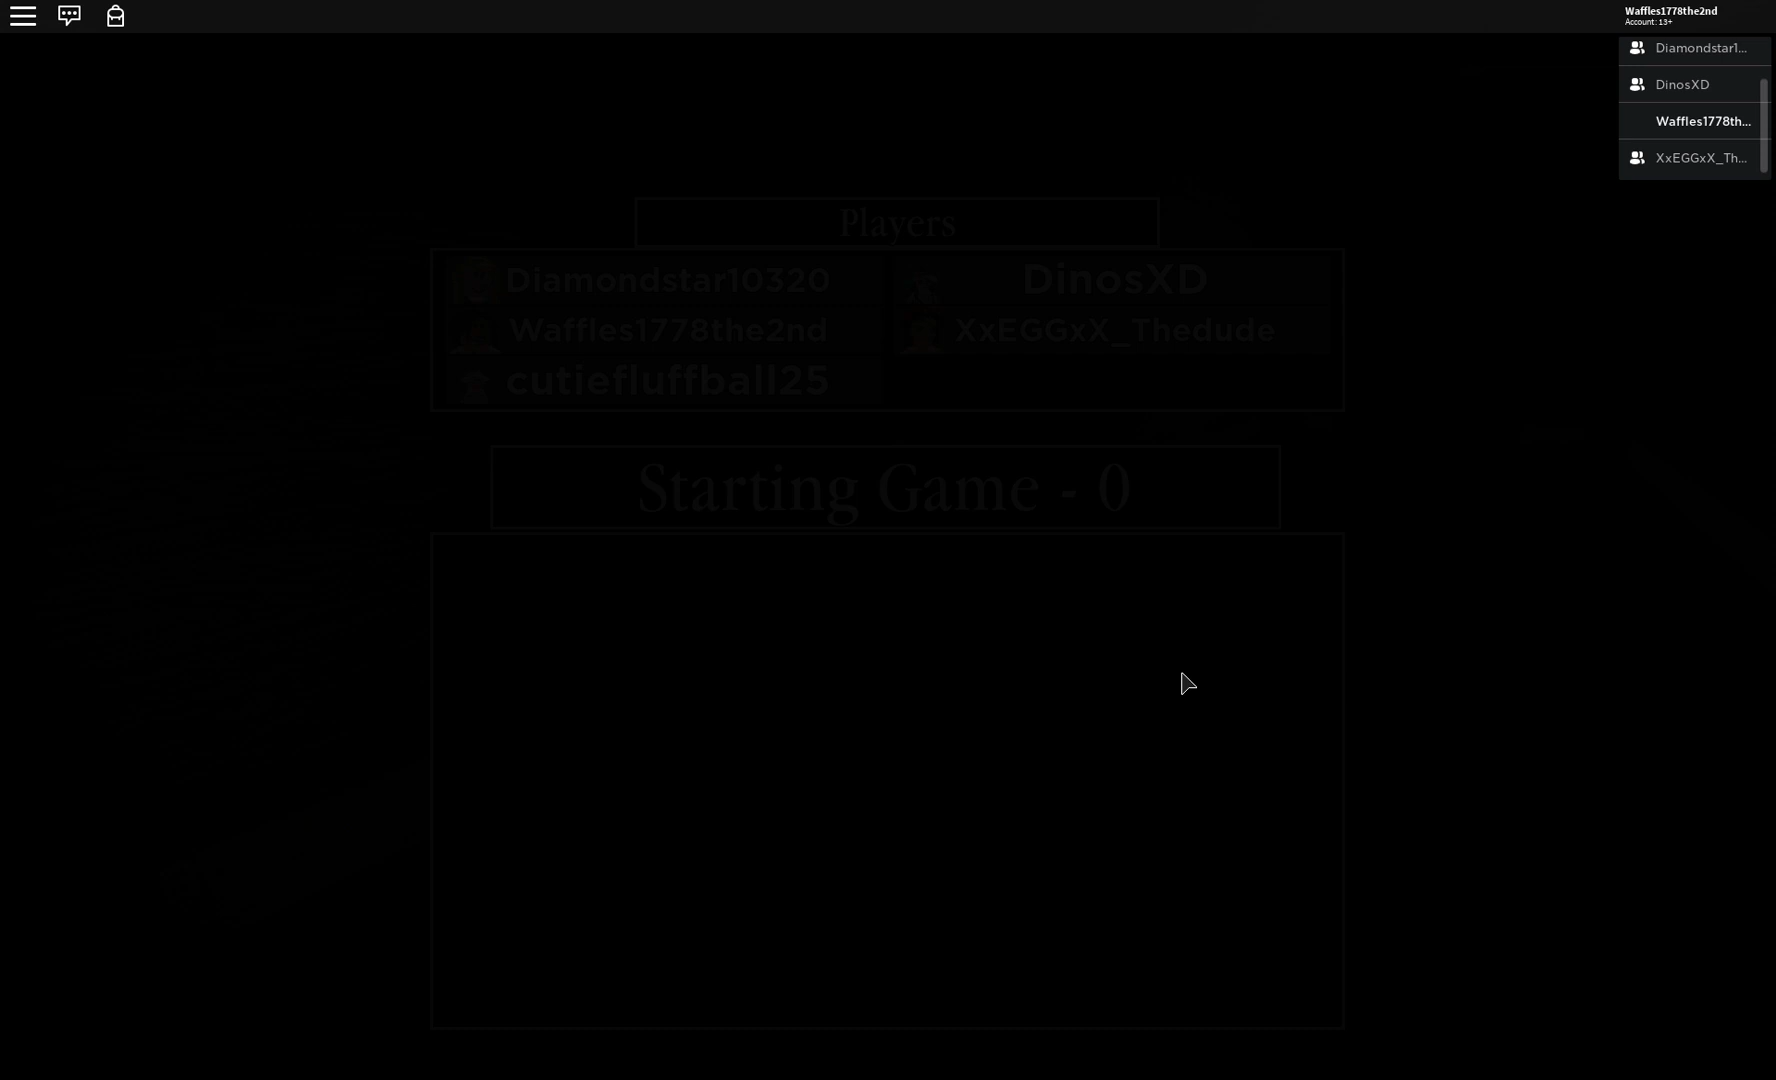 Waffles1778the2nd
Account: 13+
Diamondstar1...
DinosXD
Waffles1778th...
XxEGGxX_Th...
Players
Diamondstar10320
DinosXD
Waffles1778the2nd
XxEGGxX_Thedude
cutiefluffball25
Starting Game - 0